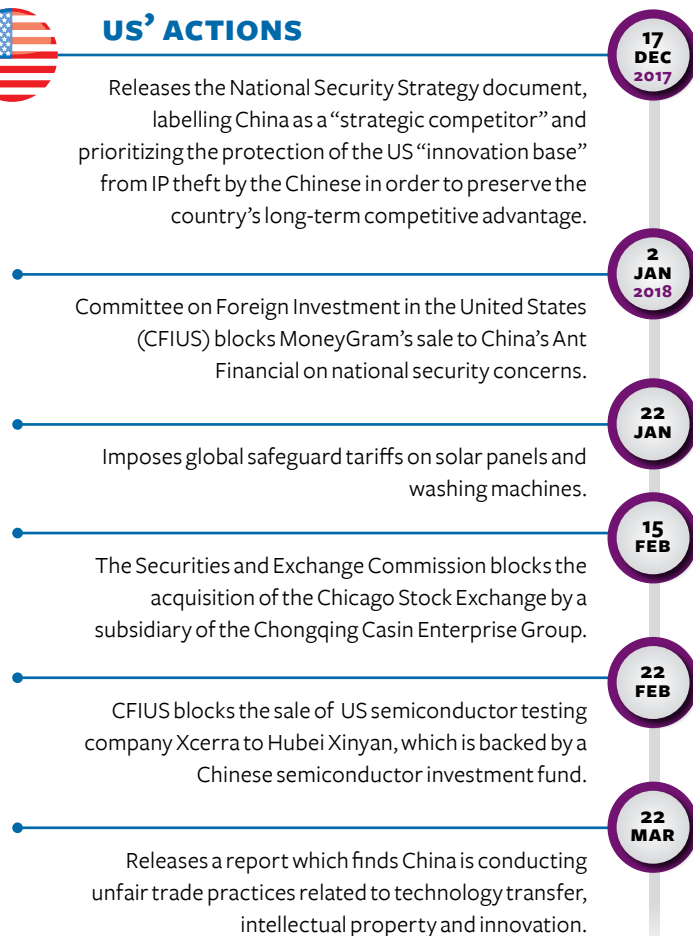 US’ ACTIONS
17
DEC
2017
Releases the National Security Strategy document,
labelling China as a “strategic competitor” and
prioritizing the protection of the US “innovation base”
from IP theft by the Chinese in order to preserve the
country’s long-term competitive advantage.
2
JAN
2018
Committee on Foreign Investment in the United States
(CFIUS) blocks MoneyGram’s sale to China’s Ant
Financial on national security concerns.
22
JAN
Imposes global safeguard tariffs on solar panels and
washing machines.
15
FEB
The Securities and Exchange Commission blocks the
acquisition of the Chicago Stock Exchange by a
subsidiary of the Chongqing Casin Enterprise Group.
22
FEB
CFIUS blocks the sale of US semiconductor testing
company Xcerra to Hubei Xinyan, which is backed by a
Chinese semiconductor investment fund.
22
MAR
Releases a report which finds China is conducting
unfair trade practices related to technology transfer,
intellectual property and innovation.